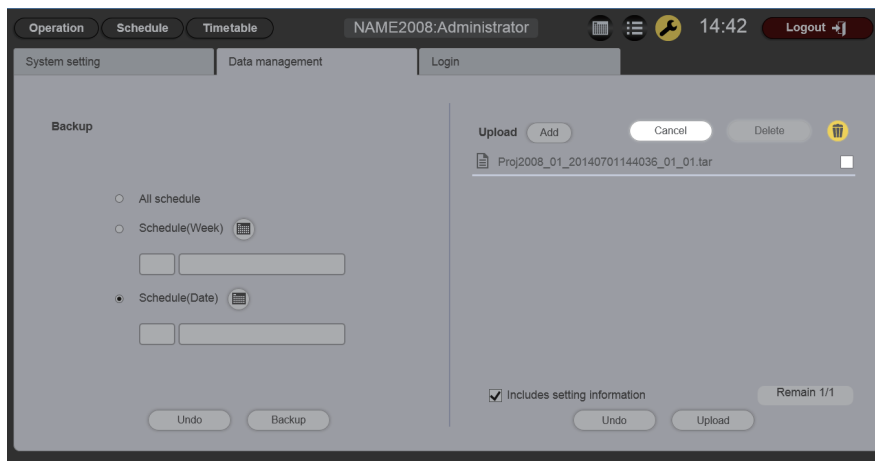 Operation Schedule Timetable NAME2008:Administrator 14:42 Logout
System setting Data management Login
Backup
All schedule
Schedule(Week)
Schedule(Date)
Undo Backup
Upload Add Cancel Delete
Proj2008_01_20140701144036_01_01.tar
Includes setting information Remain 1/1
Undo Upload